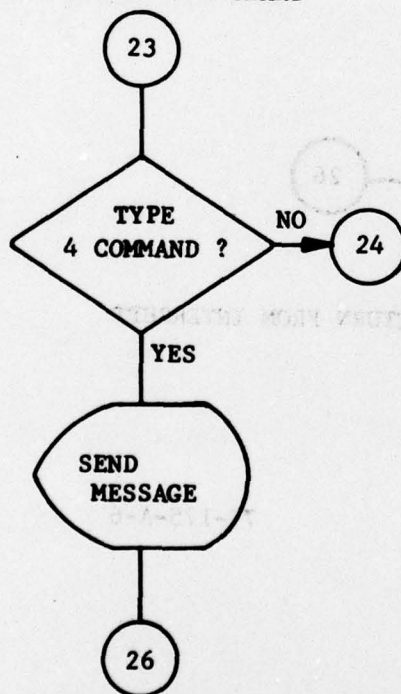 23
TYPE
4 COMMAND ?
NO
24
YES
SEND
MESSAGE
26